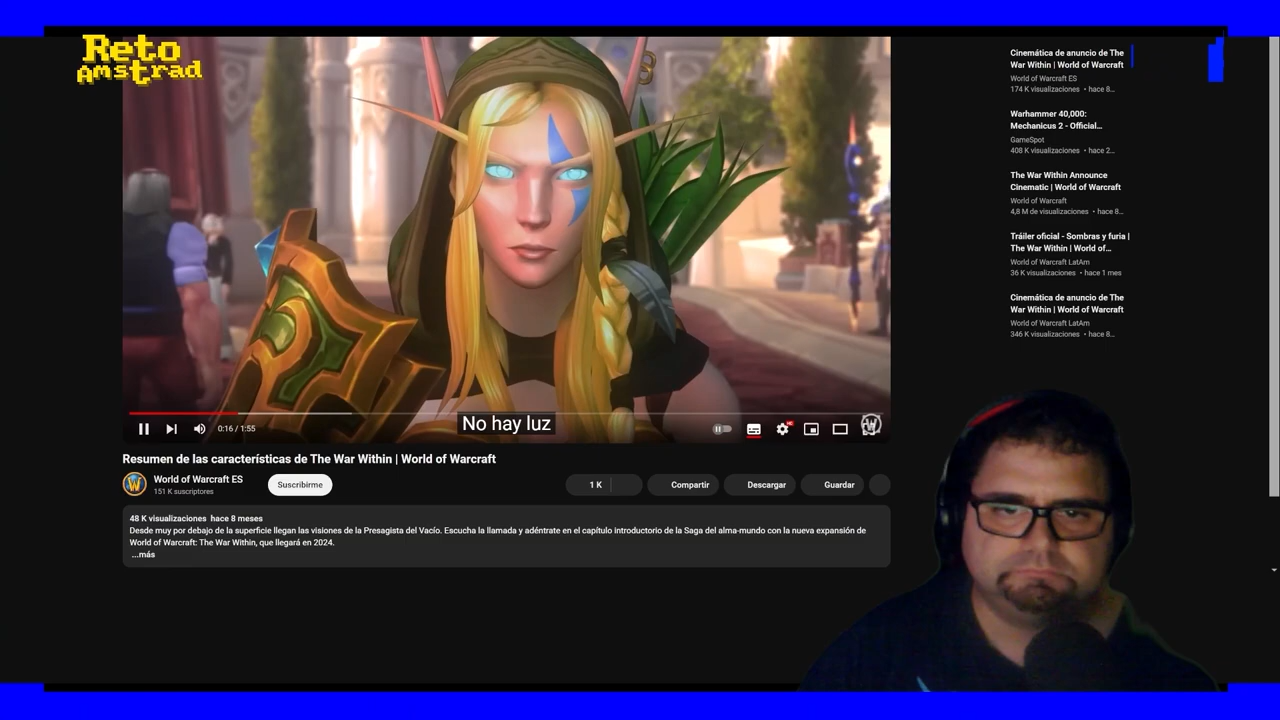 Reto
Amstrad
No hay luz
0:16 / 1:55
Resumen de las características de The War Within | World of Warcraft
World of Warcraft ES
151 K suscriptores
Suscribirme
1 K
Compartir
Descargar
Guardar
48 K visualizaciones hace 8 meses
Desde muy por debajo de la superficie llegan las visiones de la Presagista del Vacío. Escucha la llamada y adéntrate en el capítulo introductorio de la Saga del alma-mundo con la nueva expansión de
World of Warcraft: The War Within, que llegará en 2024.
...más
Cinemática de anuncio de The
War Within | World of Warcraft
World of Warcraft ES
174 K visualizaciones • hace 8...
Warhammer 40,000:
Mechanicus 2 - Official...
GameSpot
408 K visualizaciones • hace 2...
The War Within Announce
Cinematic | World of Warcraft
World of Warcraft
4,8 M de visualizaciones • hace 8...
Tráiler oficial - Sombras y furia |
The War Within | World of...
World of Warcraft LatAm
36 K visualizaciones • hace 1 mes
Cinemática de anuncio de The
War Within | World of Warcraft
World of Warcraft LatAm
346 K visualizaciones • hace 8...